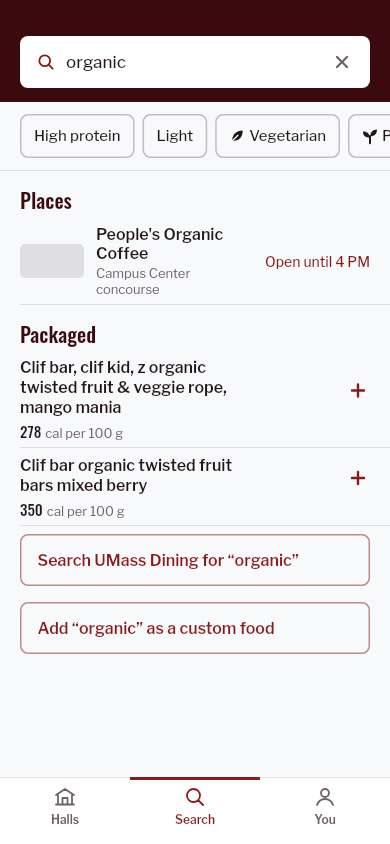 organic
High protein
Light
Vegetarian
P
Places
People's Organic
Coffee
Campus Center
concourse
Open until 4 PM
Packaged
Clif bar, clif kid, z organic
twisted fruit & veggie rope,
mango mania
278 cal per 100 g
Clif bar organic twisted fruit
bars mixed berry
350 cal per 100 g
Search UMass Dining for “organic”
Add “organic” as a custom food
Halls
Search
You